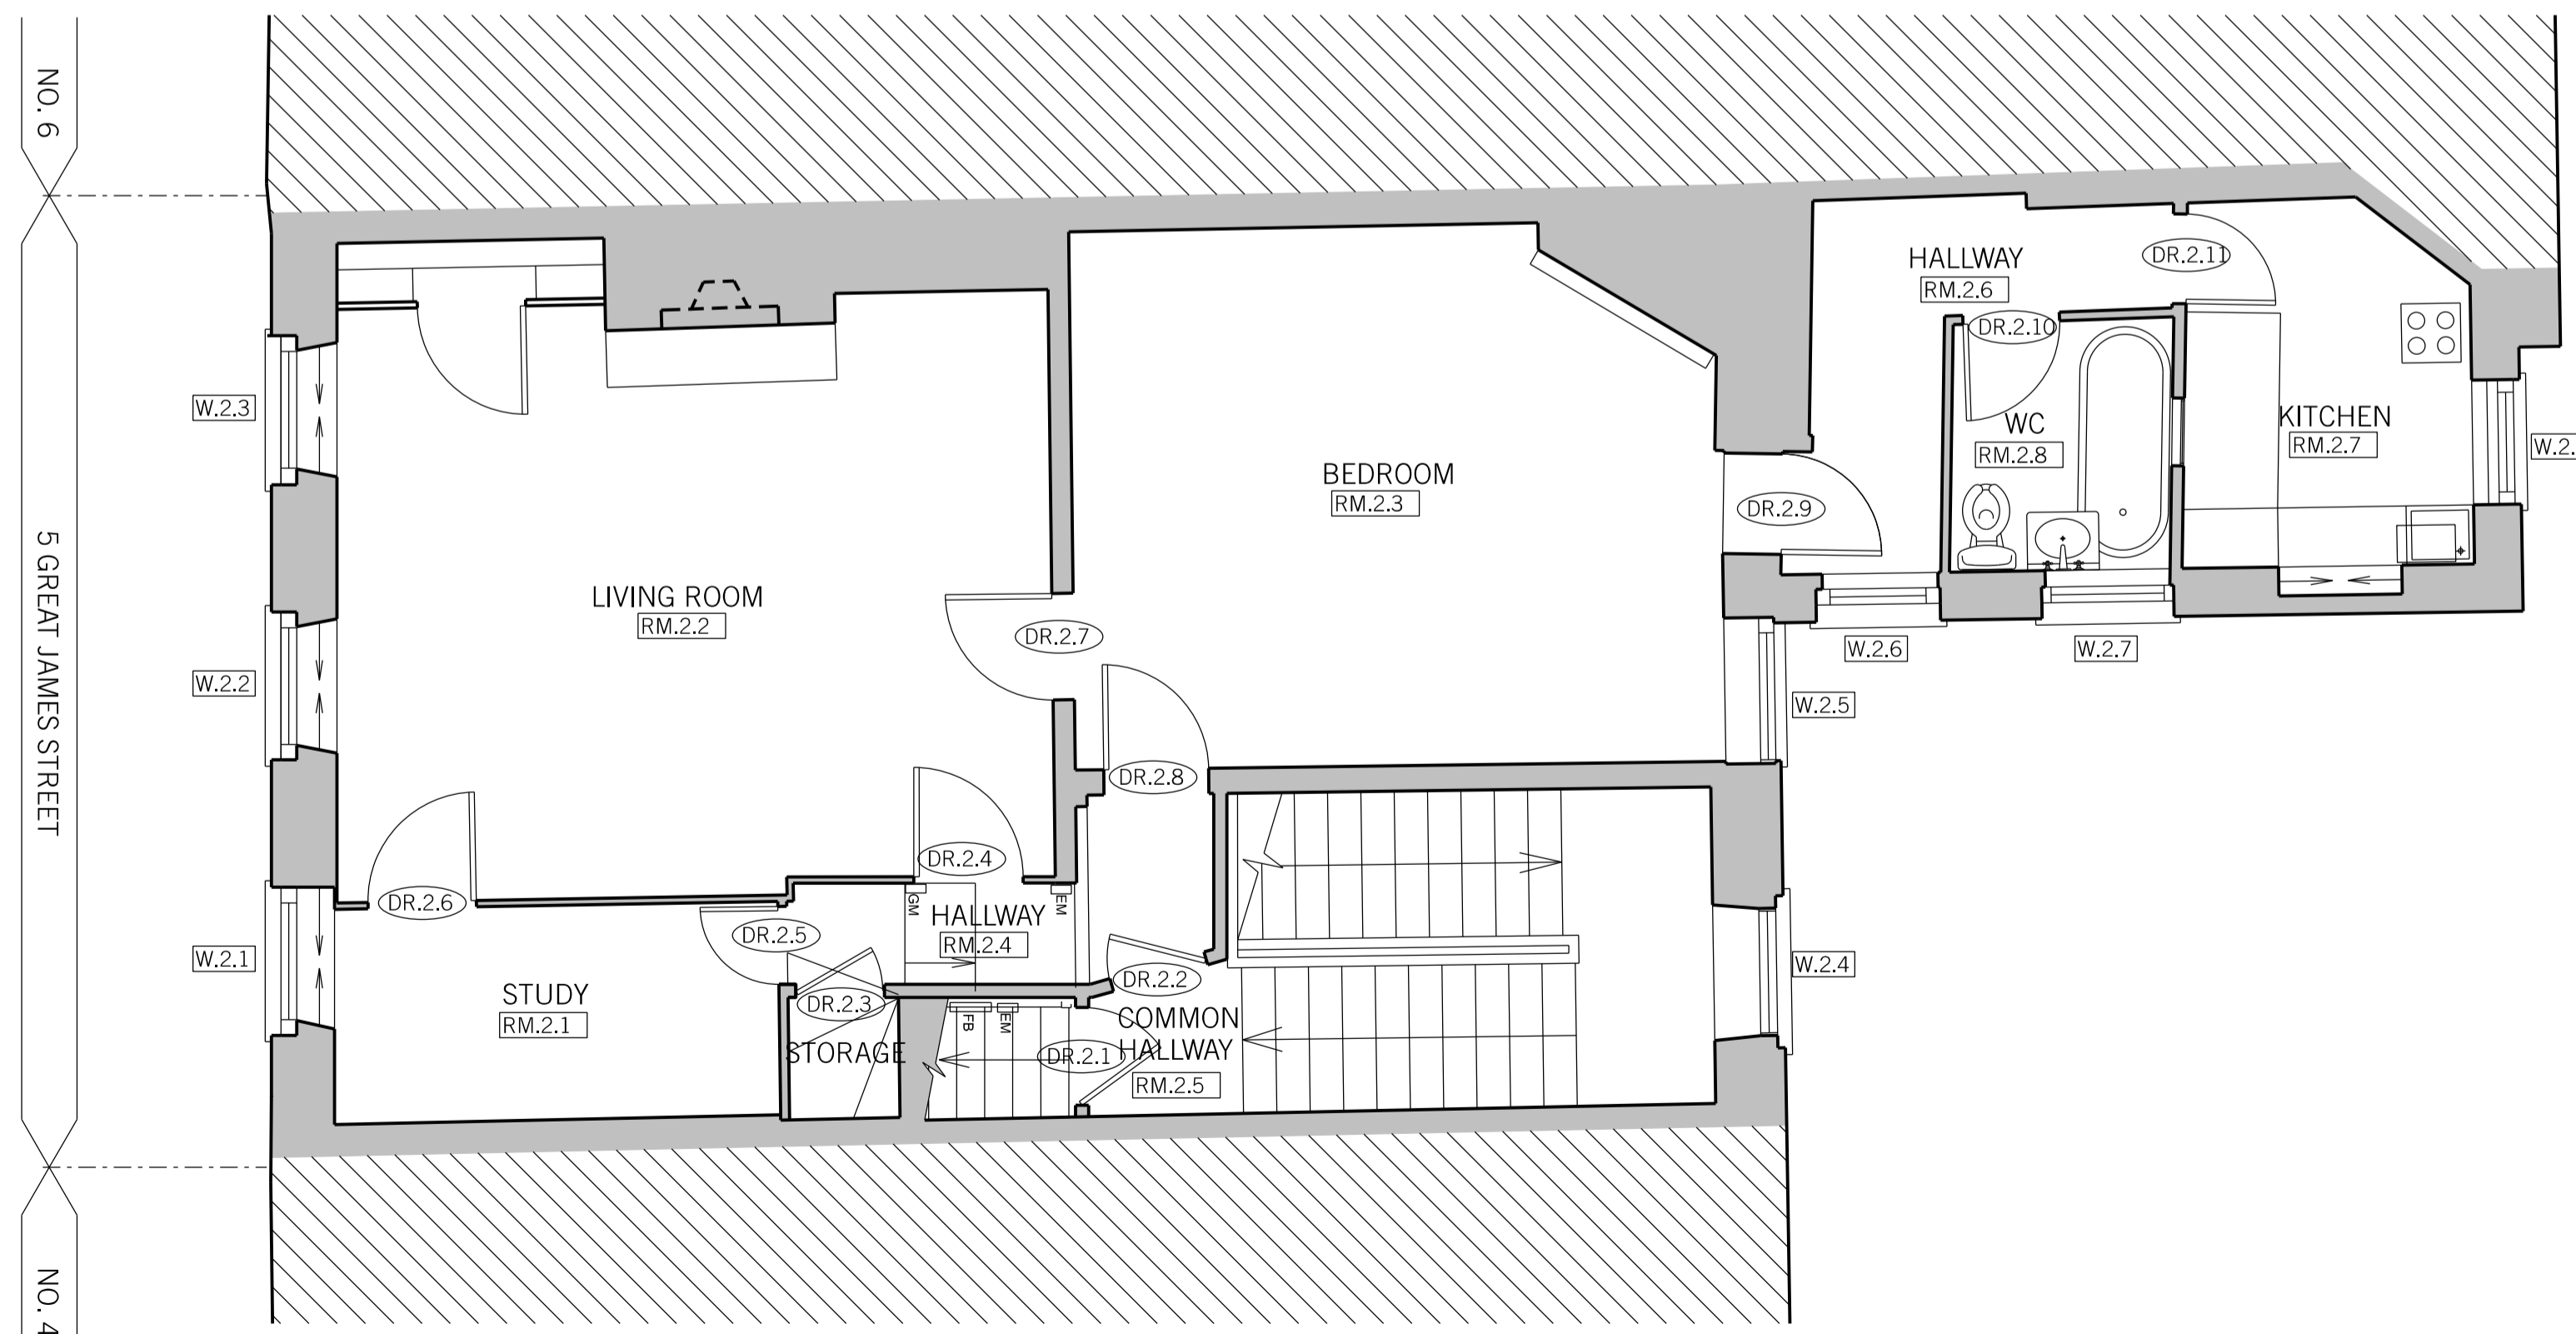 NO. 6
5 GREAT JAMES STREET
NO. 4
W.2.3
W.2.2
W.2.1
LIVING ROOM
RM.2.2
BEDROOM
RM.2.3
HALLWAY
RM.2.6
DR.2.11
DR.2.10
WC
RM.2.8
KITCHEN
RM.2.7
W.2.
DR.2.9
W.2.6
W.2.7
W.2.5
DR.2.7
DR.2.8
DR.2.4
DR.2.6
GM
EM
HALLWAY
RM.2.4
DR.2.5
STUDY
RM.2.1
DR.2.3
STORAGE
FB
EM
DR.2.2
COMMON
HALLWAY
DR.2.1
RM.2.5
W.2.4